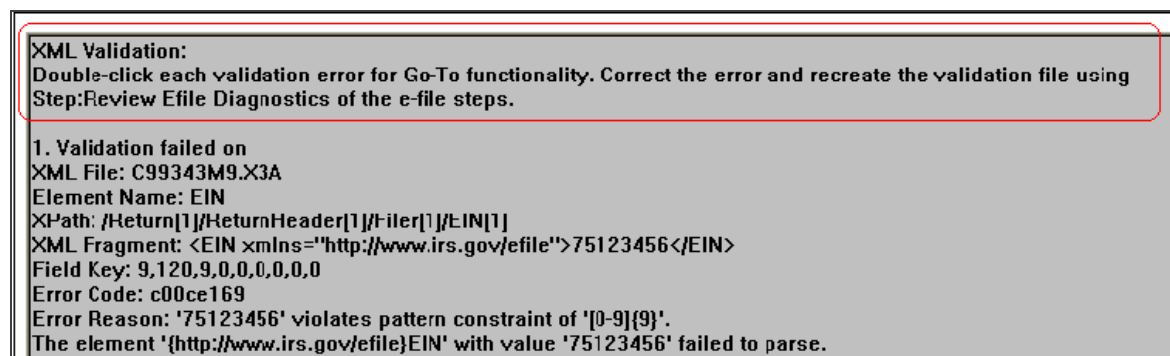 XML Validation:
Double-click each validation error for Go-To functionality. Correct the error and recreate the validation file using
Step:Review Efile Diagnostics of the e-file steps.
1. Validation failed on
XML File: C99343M9.X3A
Element Name: EIN
XPath: /Return[1]/ReturnHeader[1]/Filer[1]/EIN[1]
XML Fragment: <EIN xmlns="http://www.irs.gov/efile">75123456</EIN>
Field Key: 9,120,9,0,0,0,0,0,0
Error Code: c00ce169
Error Reason: '75123456' violates pattern constraint of '[0-9]{9}'.
The element '{http://www.irs.gov/efile}EIN' with value '75123456' failed to parse.